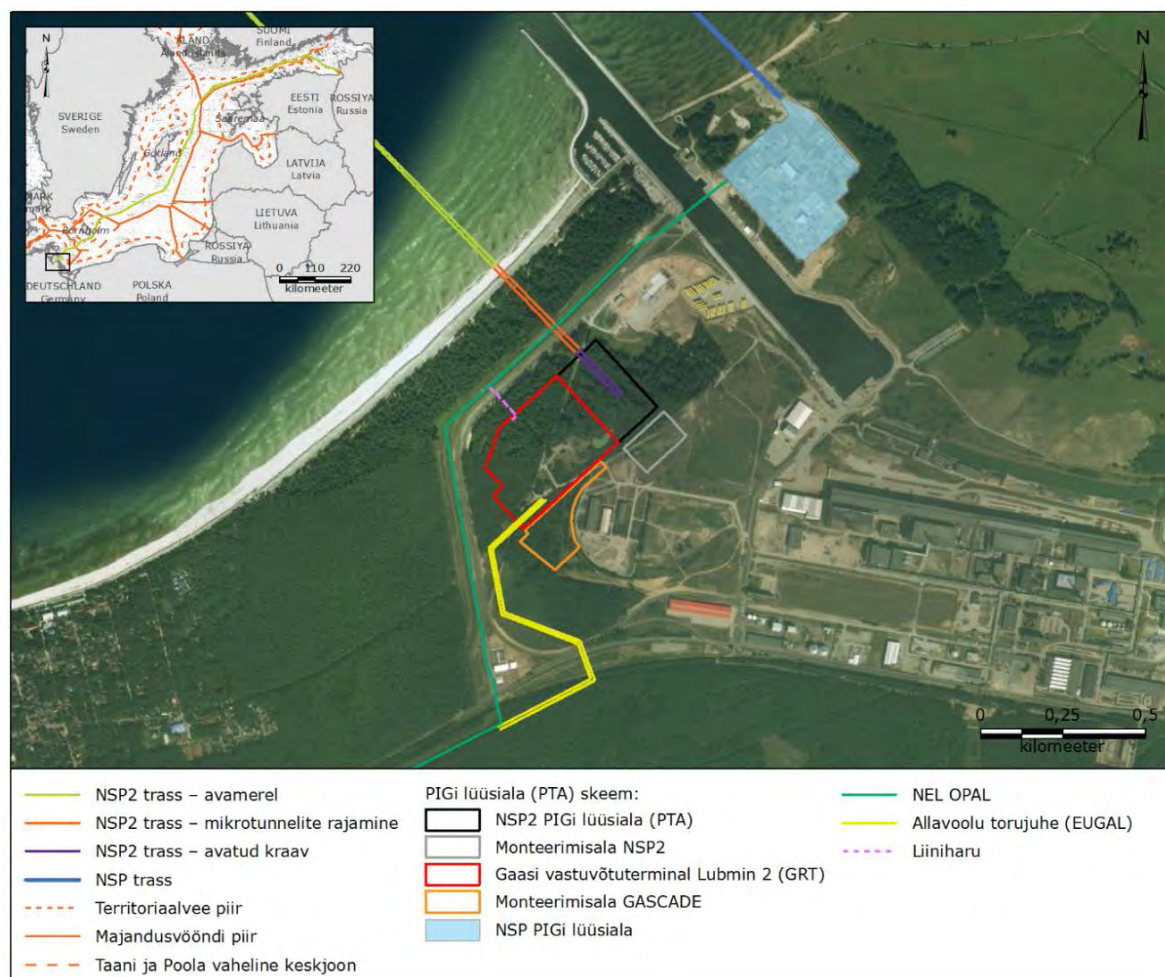 N
SUOMI
Finland
ÅLAND
Åland Islands
SVERIGE
Sweden
EESTI
Estonia
ROSSIYA
Russia
Saaremaa
Gotland
LATVIJA
Latvia
MARK
mark
Bornholm
LIETUVA
Lithuania
ROSSIYA
Russia
DEUTSCHLAND
Germany
POLSKA
Poland
0 110 220
kilomeeter
N
0 0,25 0,5
kilomeeter
NSP2 trass – avamerel
NSP2 trass – mikrotunnelite rajamine
NSP2 trass – avatud kraav
NSP trass
Territoriaalvee piir
Majandusvööndi piir
Taani ja Poola vaheline keskjoon
PIGi lüüsiala (PTA) skeem:
NSP2 PIGi lüüsiala (PTA)
Monteerimisala NSP2
Gaasi vastuvõtuterminal Lubmin 2 (GRT)
Monteerimisala GASCADE
NSP PIGi lüüsiala
NEL OPAL
Allavoolu torujuhe (EUGAL)
Liiniharu